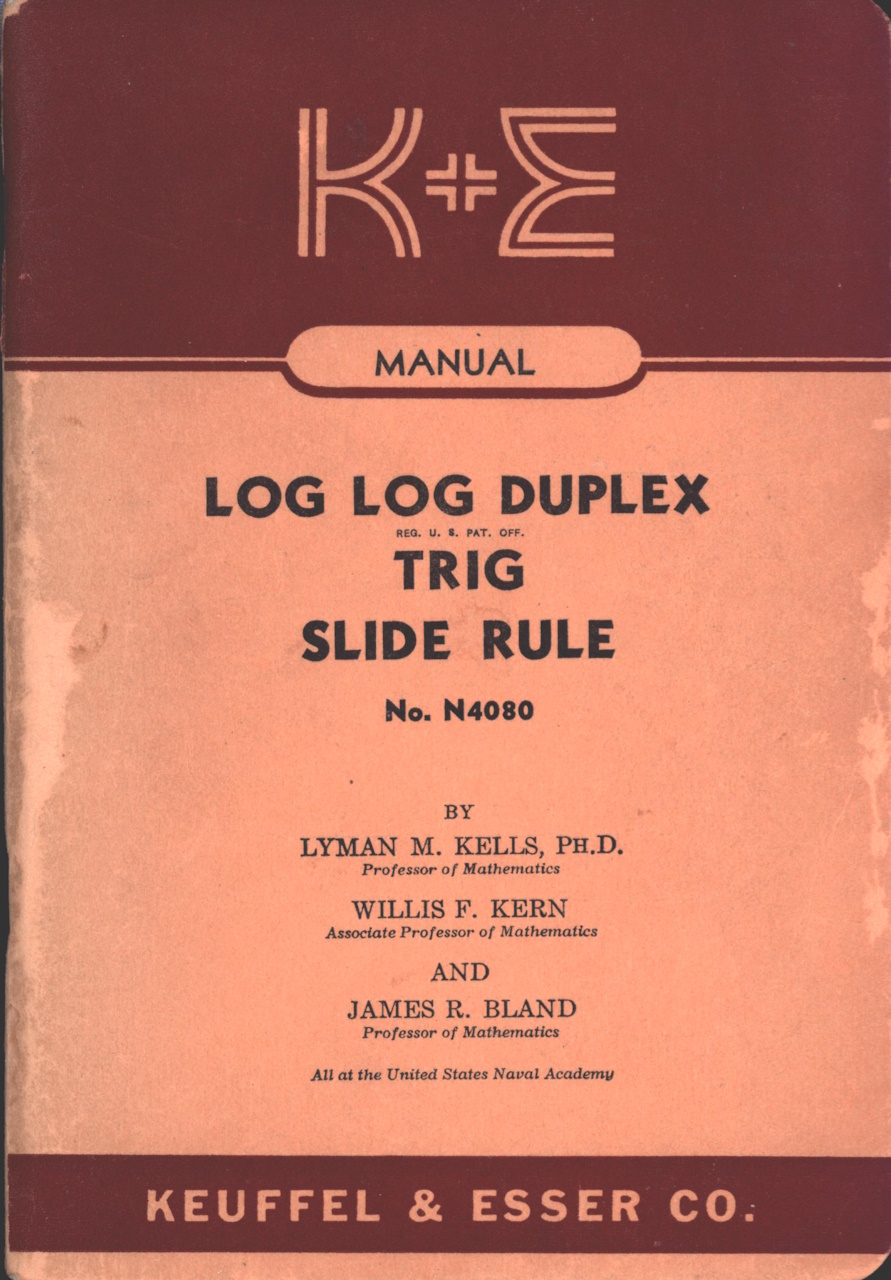 K+E
MANUAL
LOG LOG DUPLEX
REG. U. S. PAT. OFF.
TRIG
SLIDE RULE
No. N4080
BY
LYMAN M. KELLS, PH.D.
Professor of Mathematics
WILLIS F. KERN
Associate Professor of Mathematics
AND
JAMES R. BLAND
Professor of Mathematics
All at the United States Naval Academy
KEUFFEL & ESSER CO.